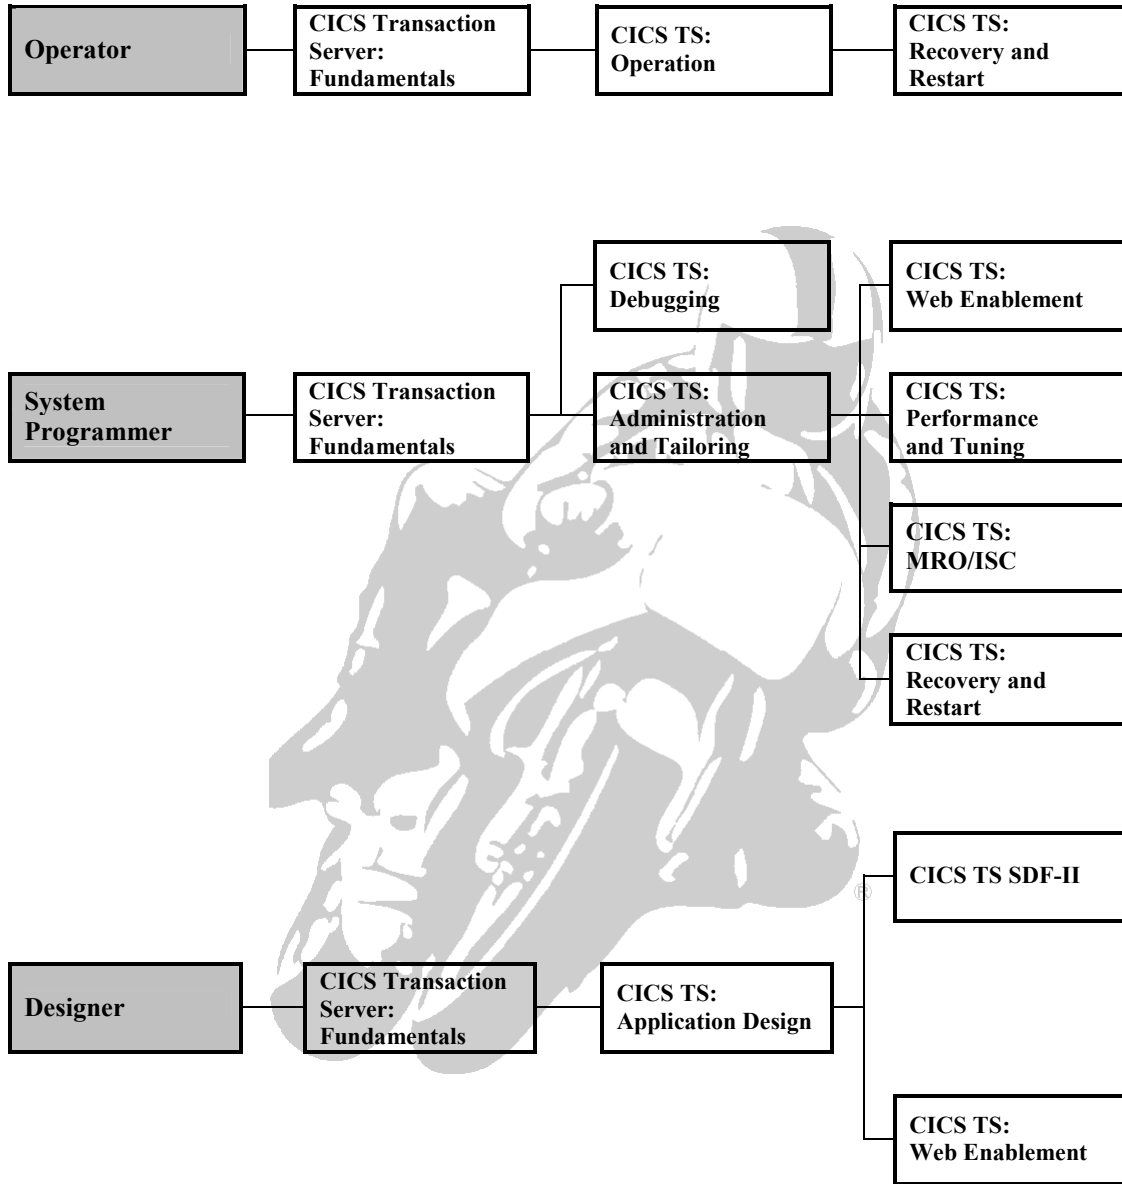 Operator
CICS Transaction
Server:
Fundamentals
CICS TS:
Operation
CICS TS:
Recovery and
Restart
CICS TS:
Debugging
CICS TS:
Web Enablement
System
Programmer
CICS Transaction
Server:
Fundamentals
CICS TS:
Administration
and Tailoring
CICS TS:
Performance
and Tuning
CICS TS:
MRO/ISC
CICS TS:
Recovery and
Restart
CICS TS SDF-II
®
Designer
CICS Transaction
Server:
Fundamentals
CICS TS:
Application Design
CICS TS:
Web Enablement